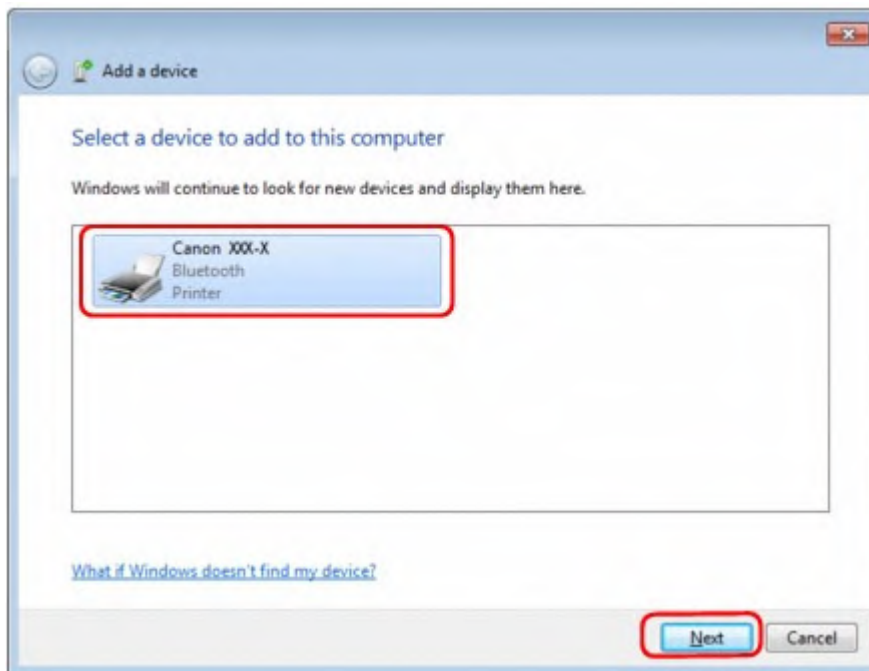 Add a device
Select a device to add to this computer
Windows will continue to look for new devices and display them here.
Canon XXX-X
Bluetooth
Printer
What if Windows doesn't find my device?
Next
Cancel